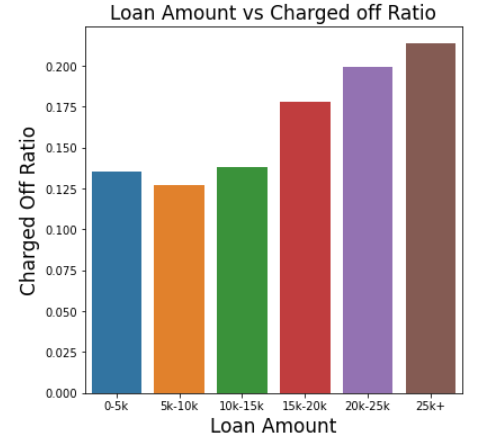 Loan Amount vs Charged off Ratio
Charged Off Ratio
0.200
0.175
0.150
0.125
0.100
0.075
0.050
0.025
0.000
0-5k 5k-10k 10k-15k 15k-20k 20k-25k 25k+
Loan Amount